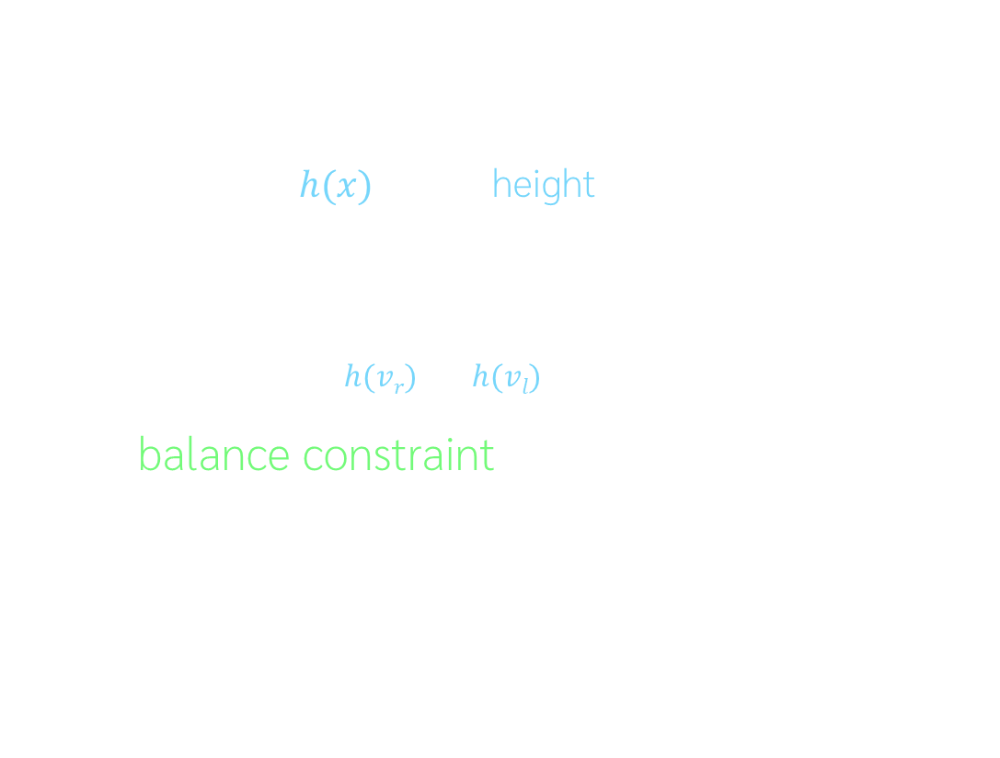 h(x) height
h(v_r) h(v_l)
balance constraint